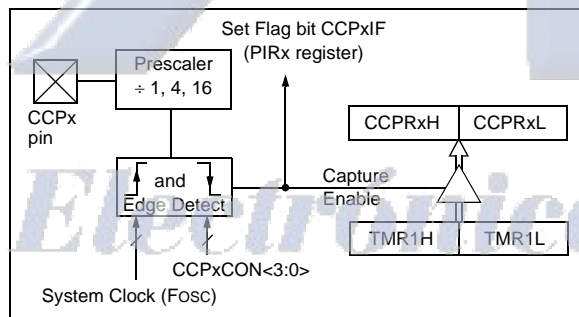 Set Flag bit CCPxIF
(PIRx register)
Prescaler
÷ 1, 4, 16
CCPx
pin
CCPRxH CCPRxL
and
Edge Detect
Capture
Enable
TMR1H TMR1L
CCPxCON<3:0>
System Clock (FOSC)
Electrónico